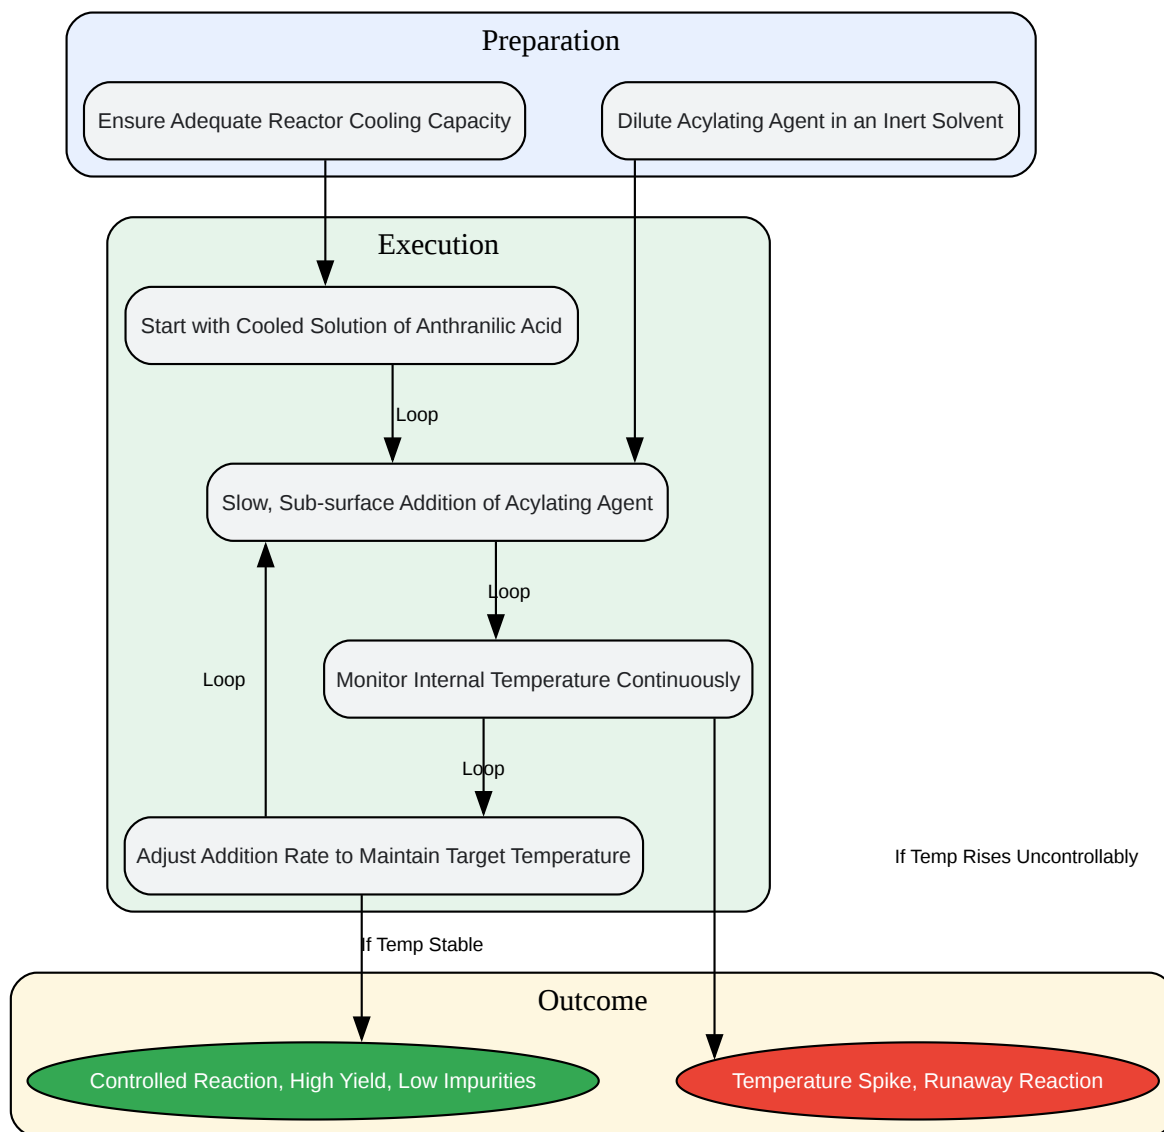 Preparation
Ensure Adequate Reactor Cooling Capacity
Dilute Acylating Agent in an Inert Solvent
Execution
Start with Cooled Solution of Anthranilic Acid
Loop
Slow, Sub-surface Addition of Acylating Agent
Loop
Loop
Monitor Internal Temperature Continuously
Loop
Adjust Addition Rate to Maintain Target Temperature
If Temp Rises Uncontrollably
If Temp Stable
Outcome
Controlled Reaction, High Yield, Low Impurities
Temperature Spike, Runaway Reaction